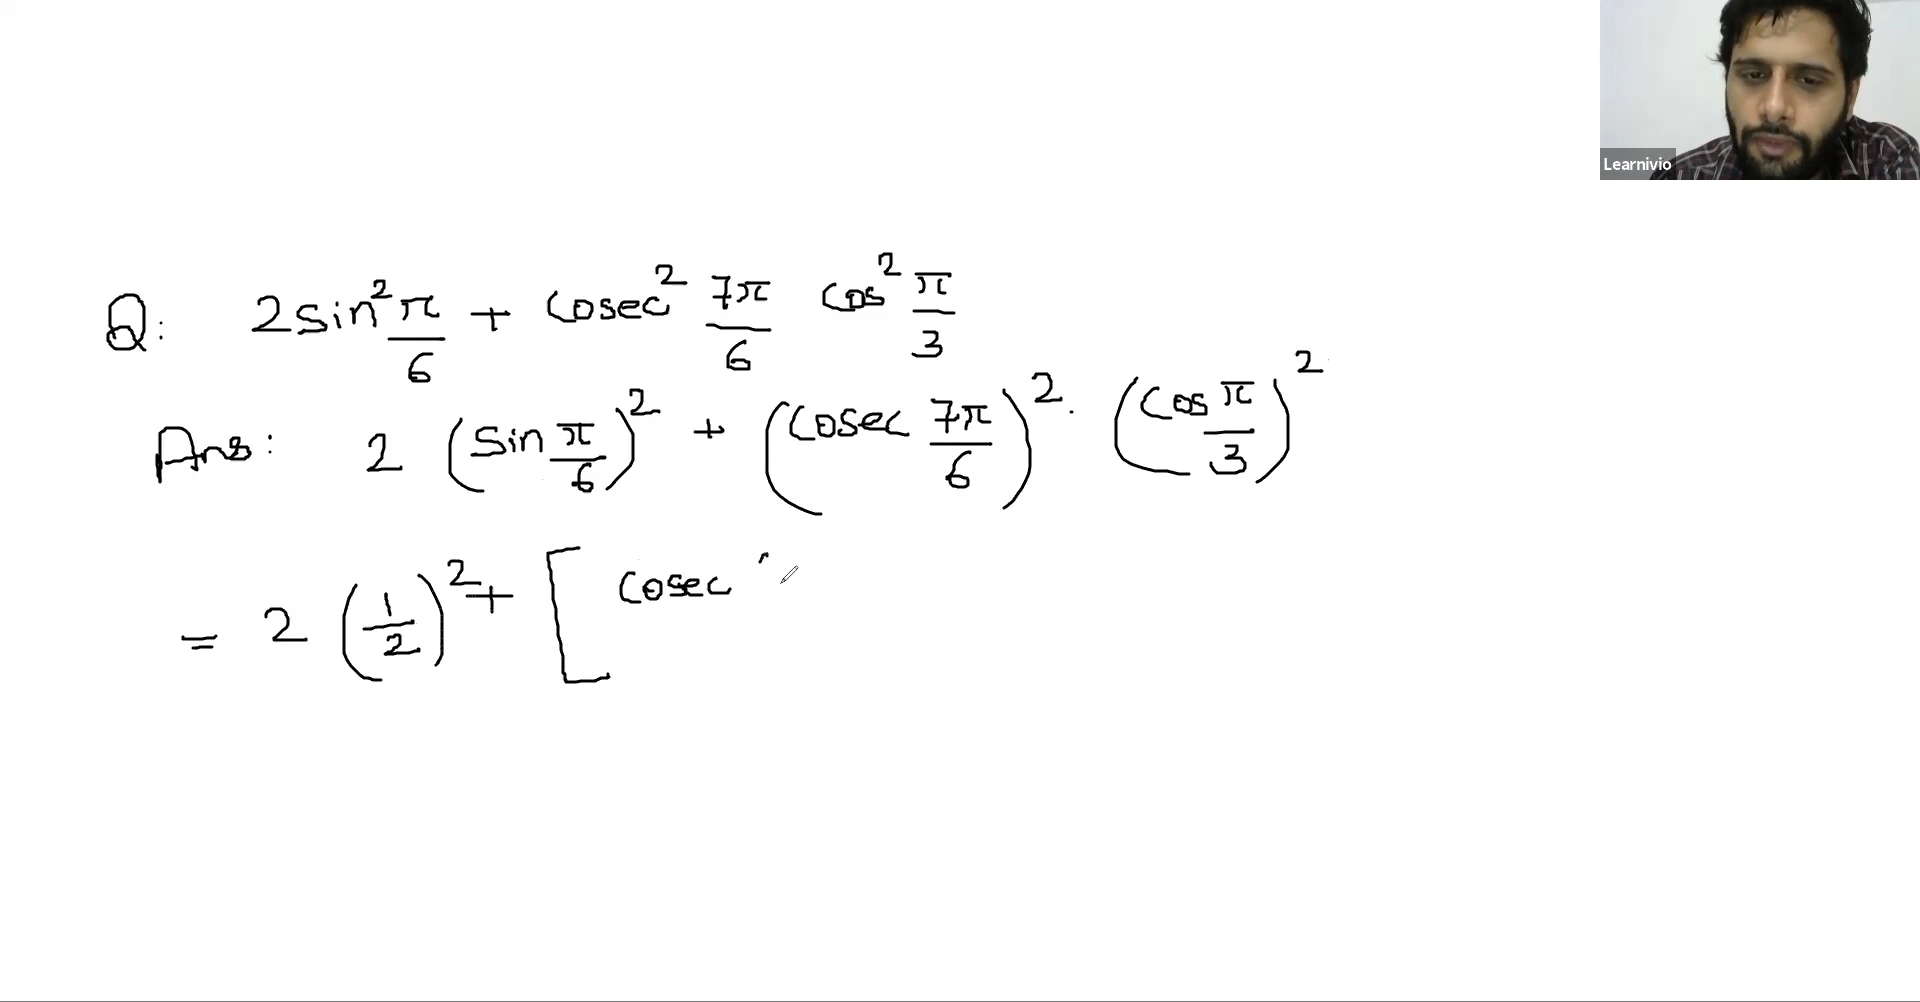 Learnivio
Q: 2sin²π/6 + cosec² 7π/6 cos² π/3
Ans: 2 (sin π/6)² + (cosec 7π/6)² . (cos π/3)²
= 2 (1/2)² + [ cosec